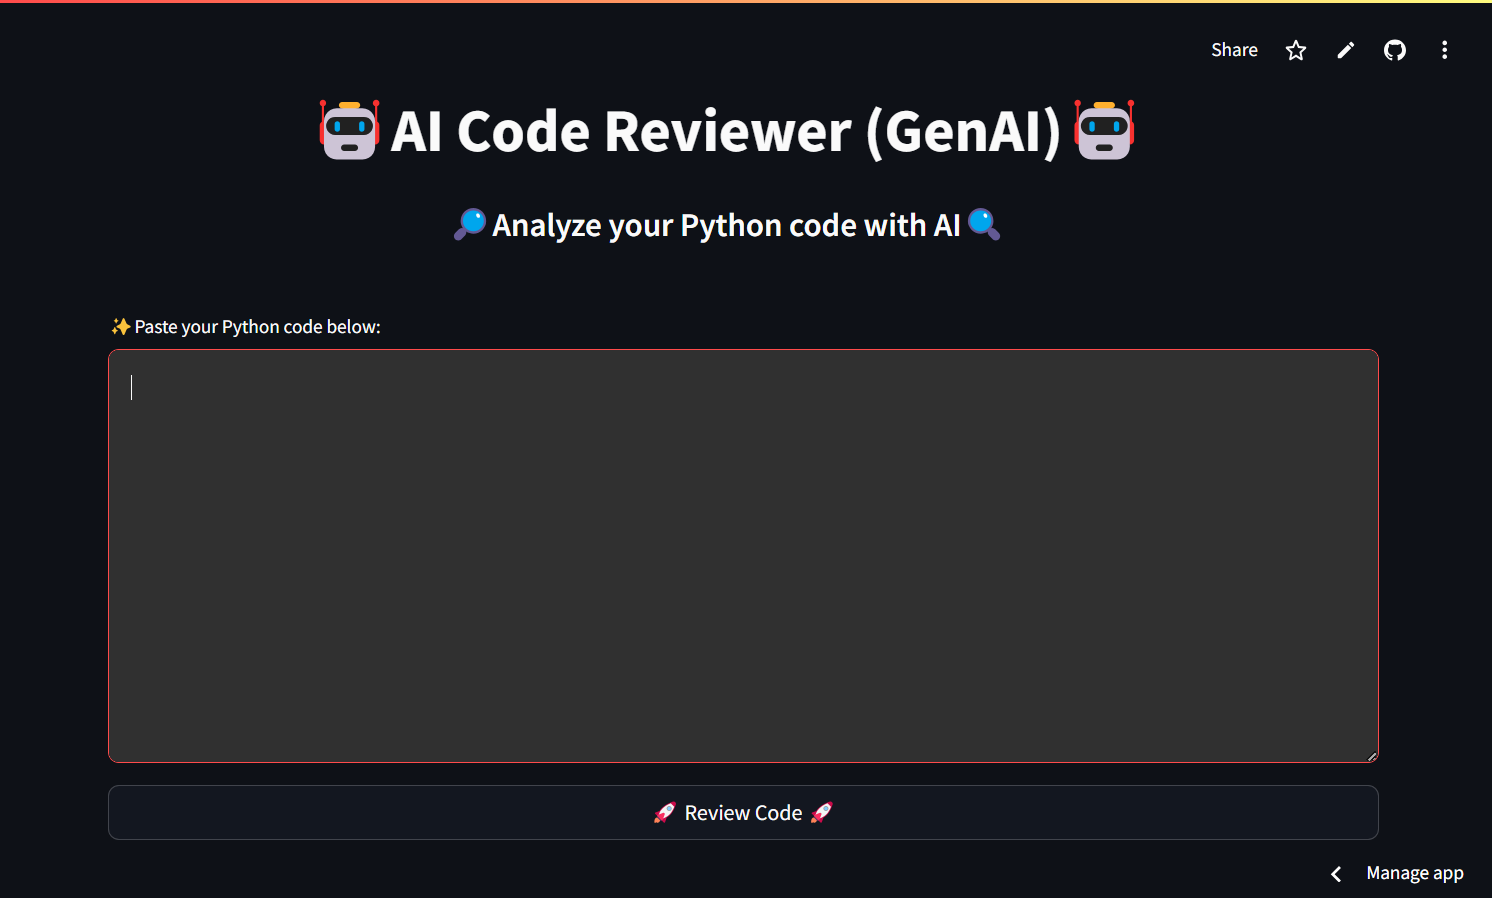 Share
🤖 AI Code Reviewer (GenAI) 🤖
🔎 Analyze your Python code with AI 🔍
✨ Paste your Python code below:
🚀 Review Code 🚀
Manage app